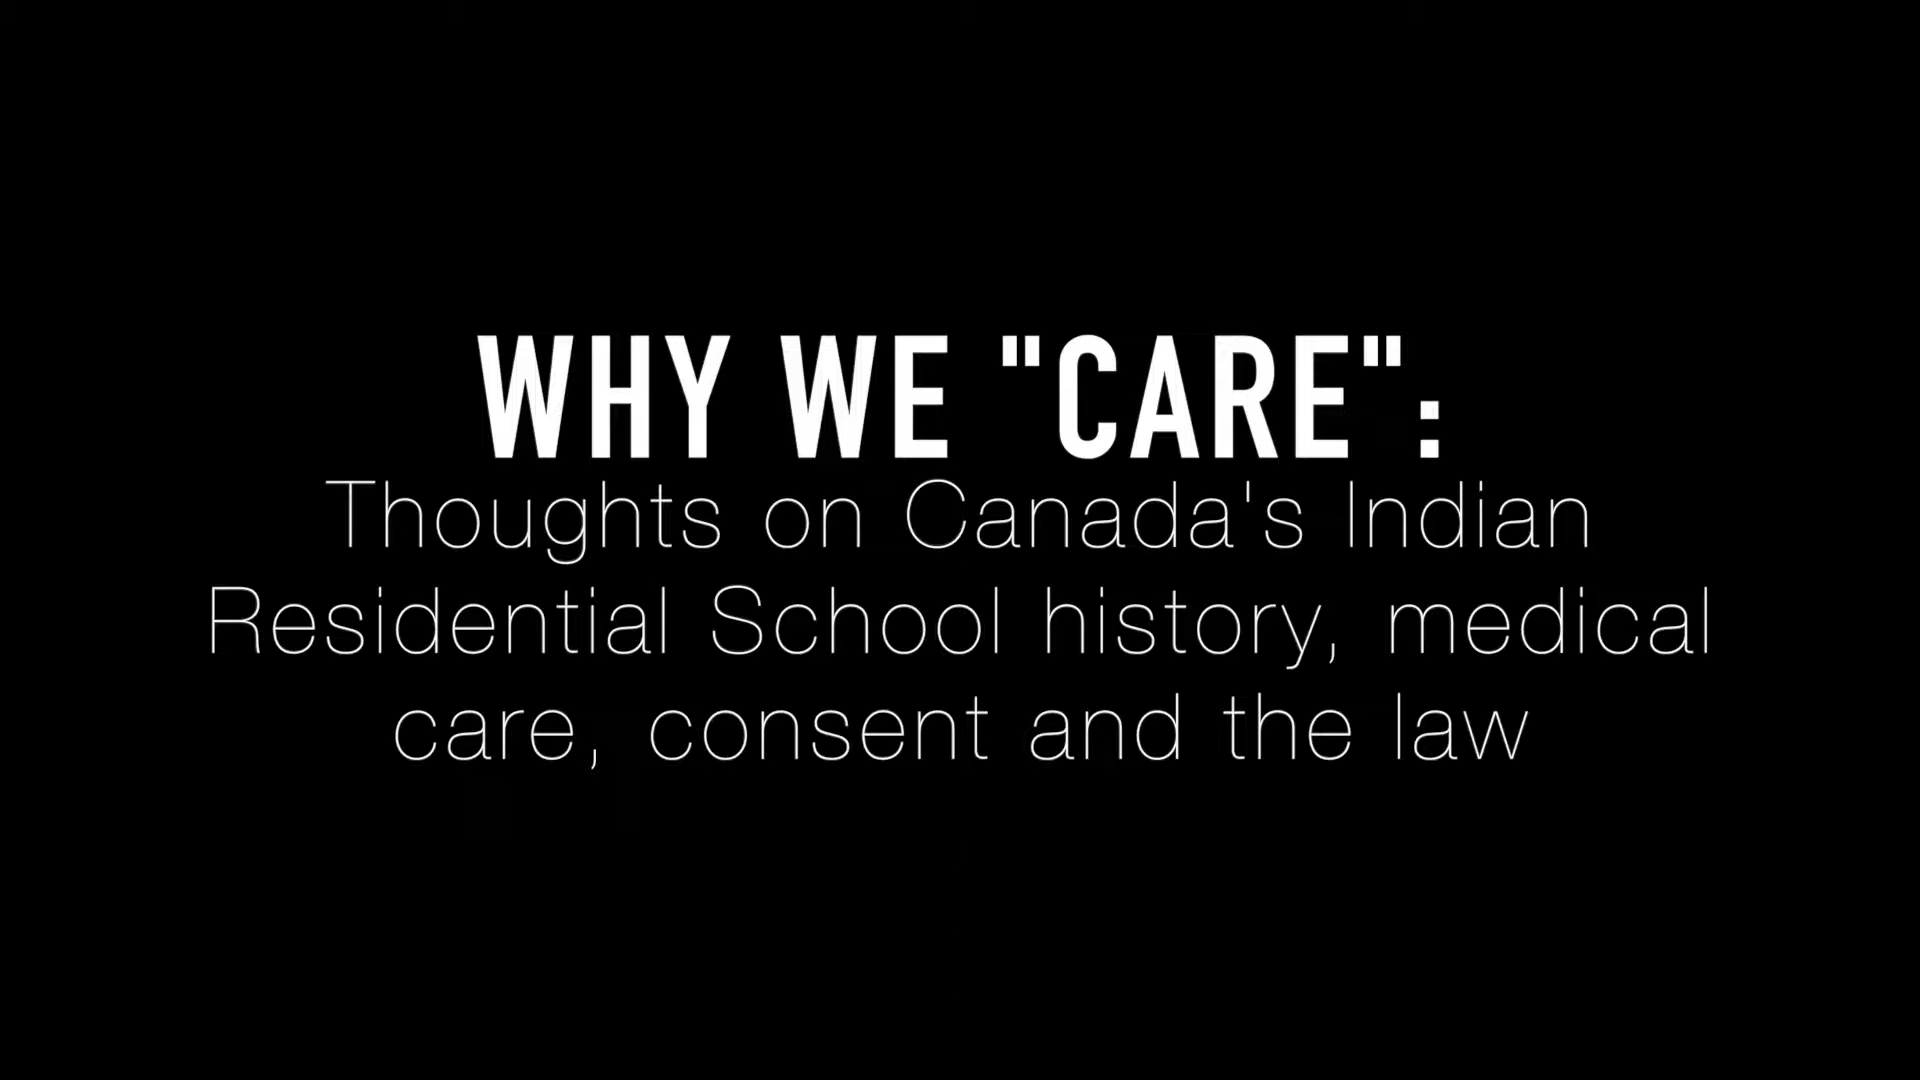 WHY WE "CARE":
Thoughts on Canada's Indian
Residential School history, medical
care, consent and the law